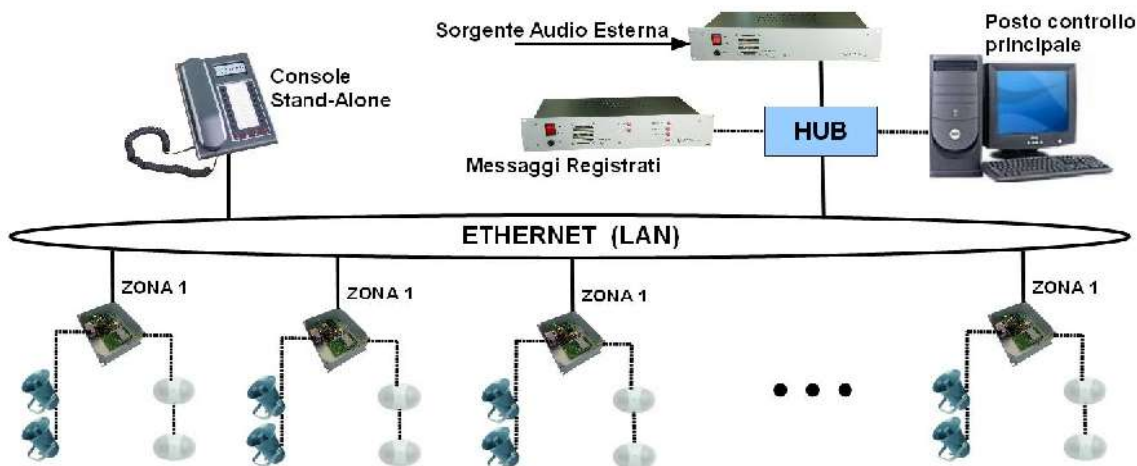 Sorgente Audio Esterna
Posto controllo
principale
Console
Stand-Alone
HUB
Messaggi Registrati
ETHERNET (LAN)
ZONA 1
ZONA 1
ZONA 1
ZONA 1